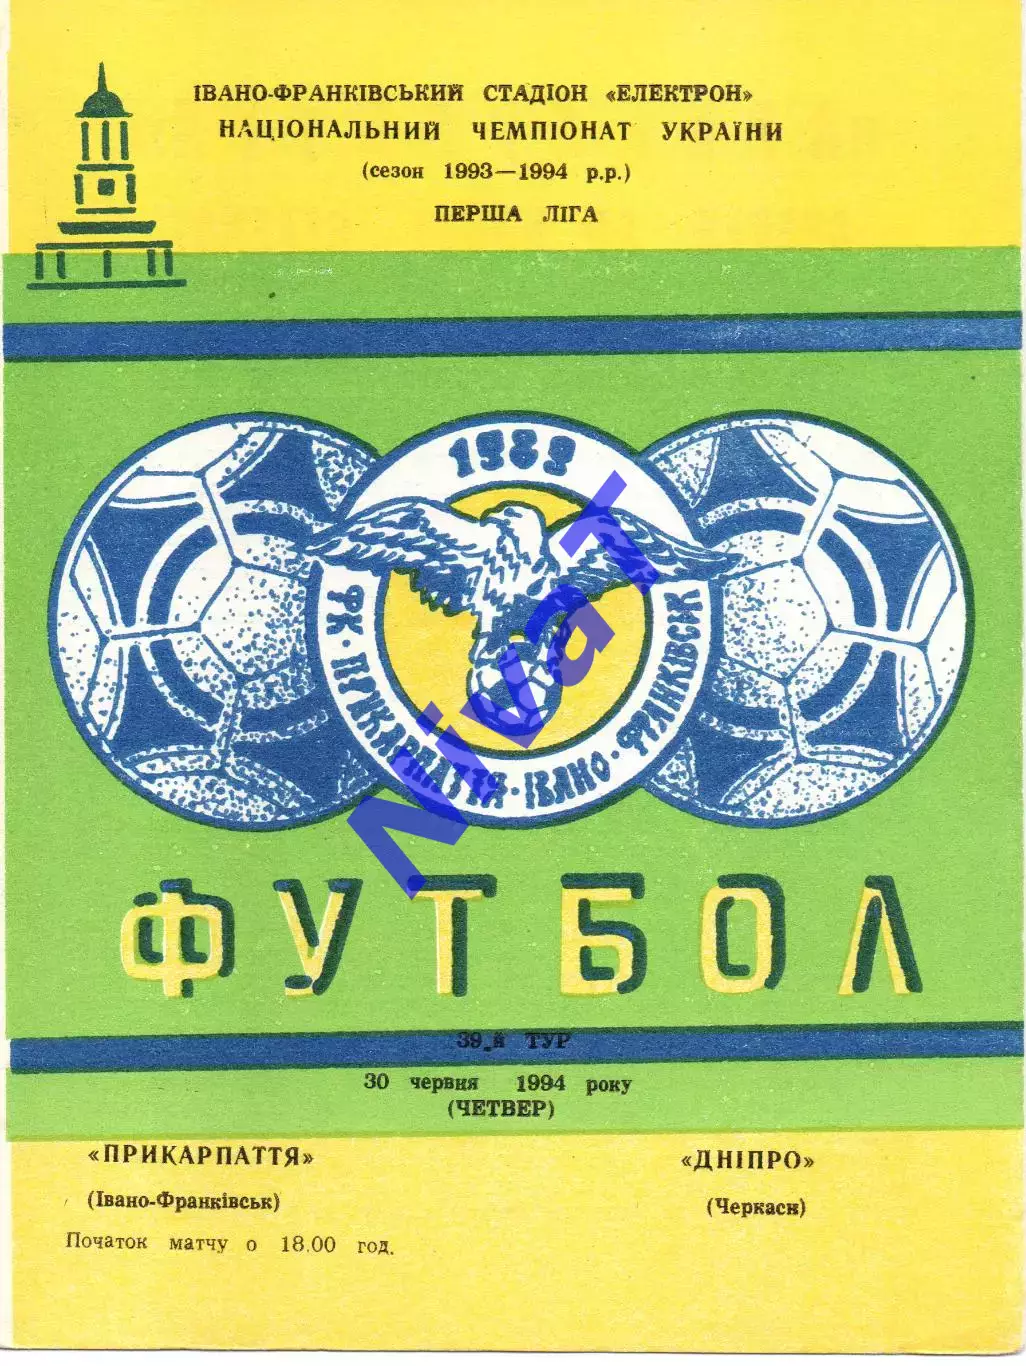 ІВАНО-ФРАНКІВСЬКИЙ СТАДІОН «ЕЛЕКТРОН»
НАЦІОНАЛЬНИЙ ЧЕМПІОНАТ УКРАЇНИ
(сезон 1993—1994 р.р.)
ПЕРША ЛІГА
1989
ФК·ПРИКАРПАТТЯ·ІВАНО·ФРАНКІВСЬК
NivaT
ФУТБОЛ
39-й ТУР
30 червня 1994 року
(ЧЕТВЕР)
«ПРИКАРПАТТЯ» «ДНІПРО»
(Івано-Франківськ) (Черкаси)
Початок матчу о 18.00 год.